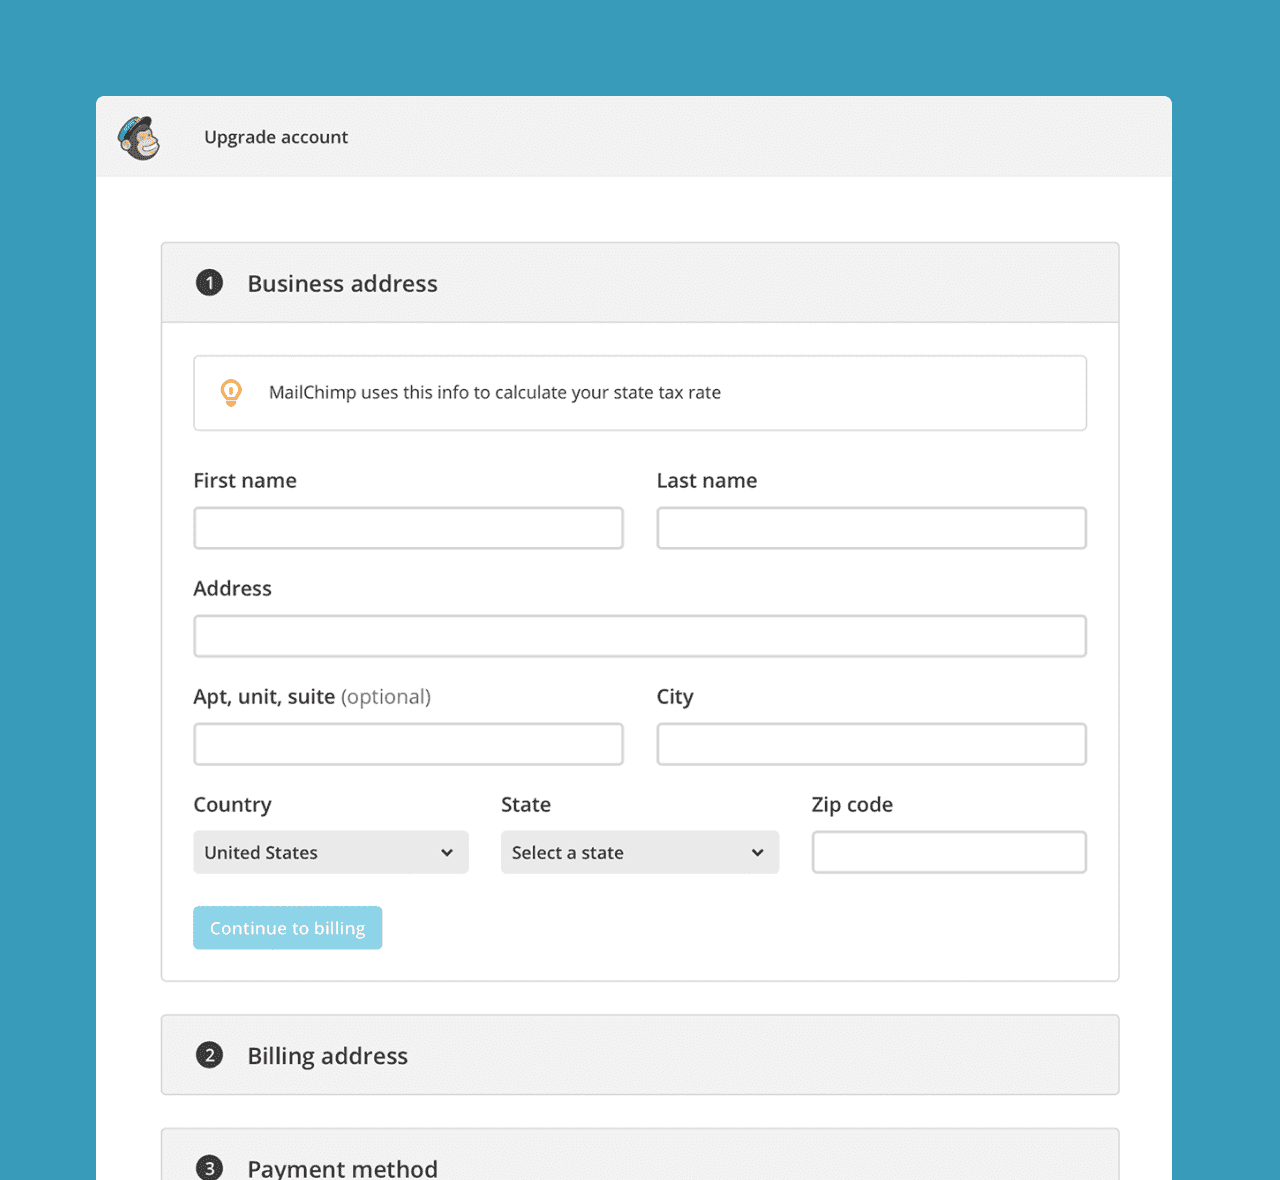 Upgrade account
1 Business address
MailChimp uses this info to calculate your state tax rate
First name Last name
Address
Apt, unit, suite (optional) City
Country State Zip code
United States Select a state
Continue to billing
2 Billing address
3 Payment method